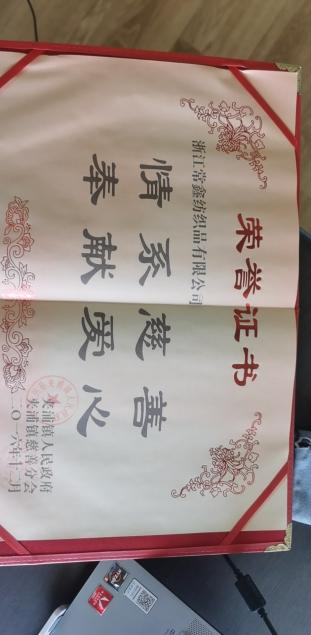 荣誉证书
浙江常鑫纺织品有限公司
情系慈善
奉献爱心
夹浦镇人民政府
夹浦镇慈善分会
二〇一六年十二月